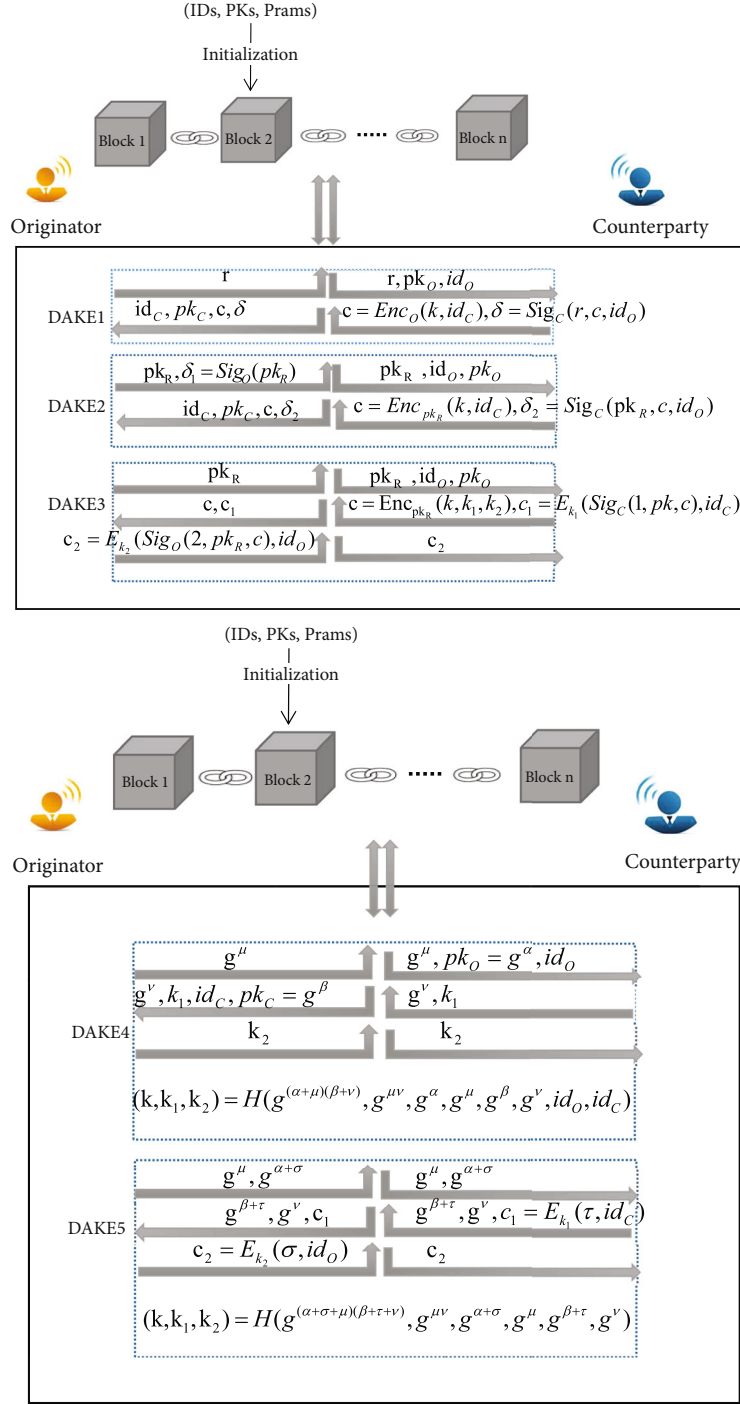 (IDs, PKs, Prams)
Initialization
Block 1
Block 2
Block n
Originator
Counterparty
DAKE1
r
r, pk_O, id_O
id_C, pk_C, c, δ
c = Enc_O(k, id_C), δ = Sig_C(r, c, id_O)
DAKE2
pk_R, δ_1 = Sig_O(pk_R)
pk_R , id_O, pk_O
id_C, pk_C, c, δ_2
c = Enc_{pk_R}(k, id_C), δ_2 = Sig_C(pk_R, c, id_O)
DAKE3
pk_R
pk_R , id_O, pk_O
c, c_1
c = Enc_{pk_R}(k, k_1, k_2), c_1 = E_{k_1}(Sig_C(1, pk, c), id_C)
c_2 = E_{k_2}(Sig_O(2, pk_R, c), id_O)
c_2
(IDs, PKs, Prams)
Initialization
Block 1
Block 2
Block n
Originator
Counterparty
DAKE4
g^μ
g^μ, pk_O = g^α, id_O
g^ν, k_1, id_C, pk_C = g^β
g^ν, k_1
k_2
k_2
(k, k_1, k_2) = H(g^{(α+μ)(β+ν)}, g^{μν}, g^α, g^μ, g^β, g^ν, id_O, id_C)
DAKE5
g^μ, g^{α+σ}
g^μ, g^{α+σ}
g^{β+τ}, g^ν, c_1
g^{β+τ}, g^ν, c_1 = E_{k_1}(τ, id_C)
c_2 = E_{k_2}(σ, id_O)
c_2
(k, k_1, k_2) = H(g^{(α+σ+μ)(β+τ+ν)}, g^{μν}, g^{α+σ}, g^μ, g^{β+τ}, g^ν)